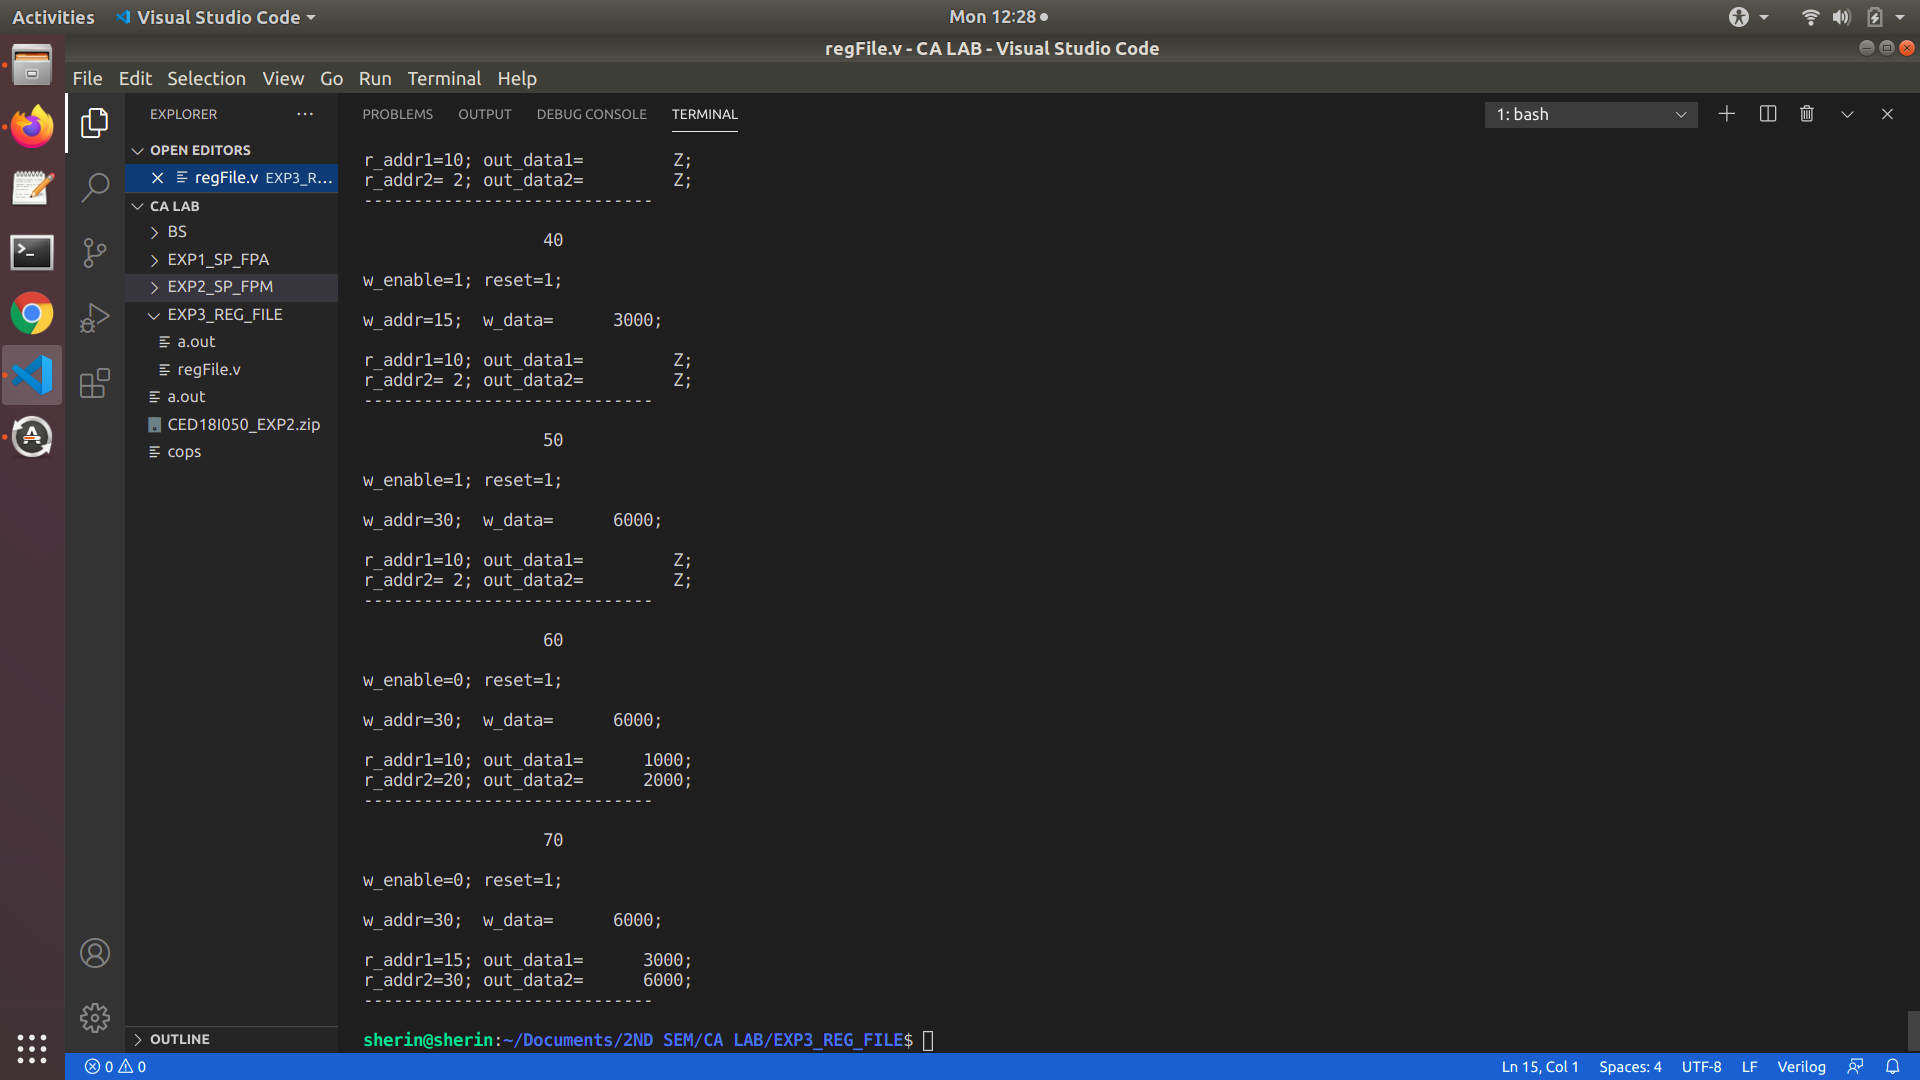 Activities Visual Studio Code Mon 12:28
regFile.v - CA LAB - Visual Studio Code
File Edit Selection View Go Run Terminal Help
EXPLORER
OPEN EDITORS
regFile.v EXP3_R...
CA LAB
BS
EXP1_SP_FPA
EXP2_SP_FPM
EXP3_REG_FILE
a.out
regFile.v
a.out
CED18I050_EXP2.zip
cops
OUTLINE
PROBLEMS OUTPUT DEBUG CONSOLE TERMINAL 1: bash
r_addr1=10; out_data1= Z;
r_addr2= 2; out_data2= Z;
-----------------------------
40
w_enable=1; reset=1;
w_addr=15; w_data= 3000;
r_addr1=10; out_data1= Z;
r_addr2= 2; out_data2= Z;
-----------------------------
50
w_enable=1; reset=1;
w_addr=30; w_data= 6000;
r_addr1=10; out_data1= Z;
r_addr2= 2; out_data2= Z;
-----------------------------
60
w_enable=0; reset=1;
w_addr=30; w_data= 6000;
r_addr1=10; out_data1= 1000;
r_addr2=20; out_data2= 2000;
-----------------------------
70
w_enable=0; reset=1;
w_addr=30; w_data= 6000;
r_addr1=15; out_data1= 3000;
r_addr2=30; out_data2= 6000;
-----------------------------
sherin@sherin:~/Documents/2ND SEM/CA LAB/EXP3_REG_FILE$
0 0 Ln 15, Col 1 Spaces: 4 UTF-8 LF Verilog